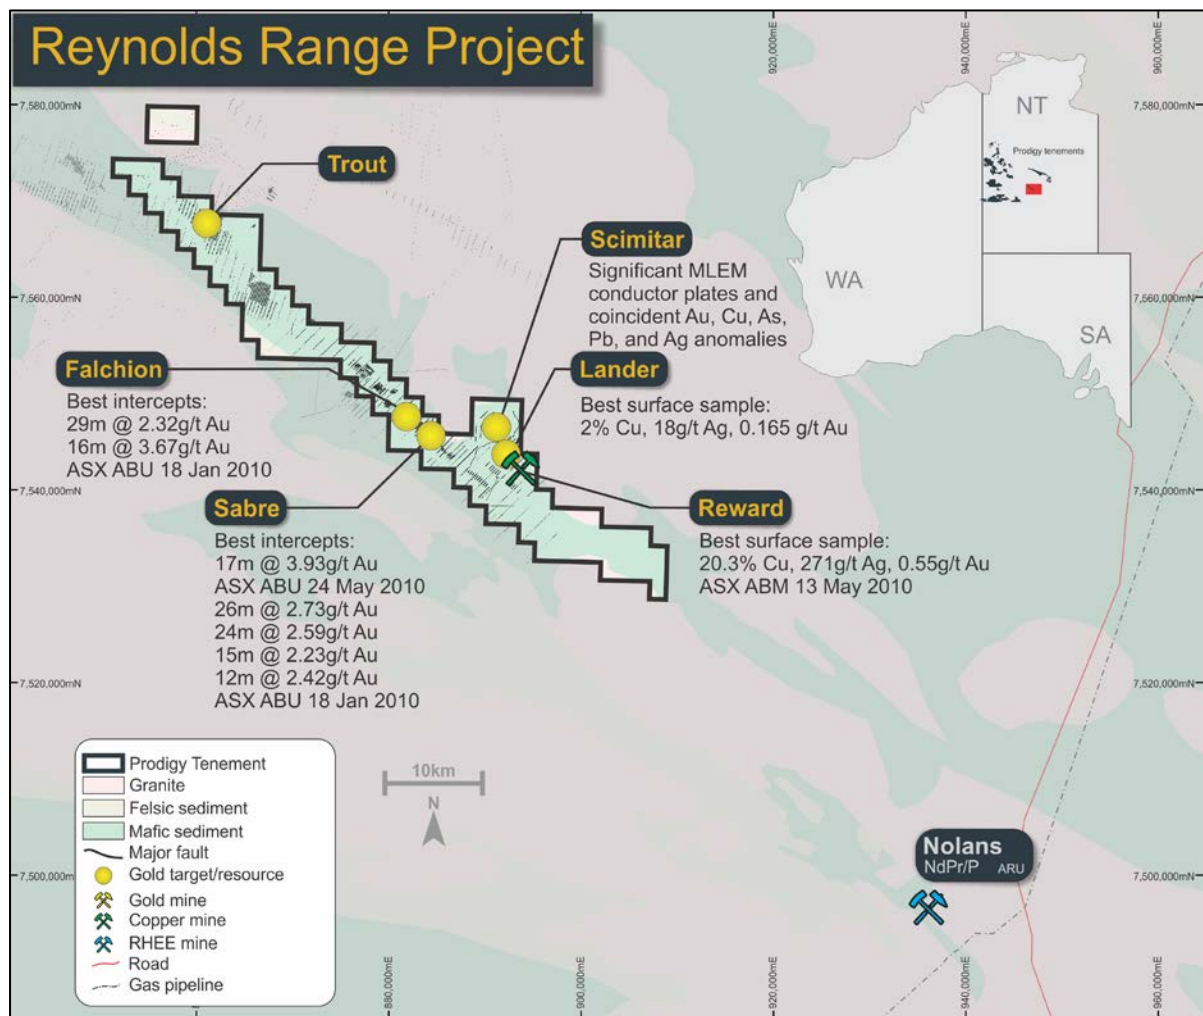 Reynolds Range Project
920,000mE
940,000mE
960,000mE
7,580,000mN
7,580,000mN
NT
Prodigy tenements
WA
SA
Trout
Scimitar
Significant MLEM
conductor plates and
coincident Au, Cu, As,
Pb, and Ag anomalies
7,560,000mN
7,560,000mN
Falchion
Best intercepts:
29m @ 2.32g/t Au
16m @ 3.67g/t Au
ASX ABU 18 Jan 2010
Lander
Best surface sample:
2% Cu, 18g/t Ag, 0.165 g/t Au
7,540,000mN
7,540,000mN
Sabre
Best intercepts:
17m @ 3.93g/t Au
ASX ABU 24 May 2010
26m @ 2.73g/t Au
24m @ 2.59g/t Au
15m @ 2.23g/t Au
12m @ 2.42g/t Au
ASX ABU 18 Jan 2010
Reward
Best surface sample:
20.3% Cu, 271g/t Ag, 0.55g/t Au
ASX ABM 13 May 2010
7,520,000mN
7,520,000mN
Prodigy Tenement
Granite
Felsic sediment
Mafic sediment
Major fault
Gold target/resource
Gold mine
Copper mine
RHEE mine
Road
Gas pipeline
10km
N
Nolans
NdPr/P ARU
7,500,000mN
7,500,000mN
880,000mE
900,000mE
920,000mE
940,000mE
960,000mE